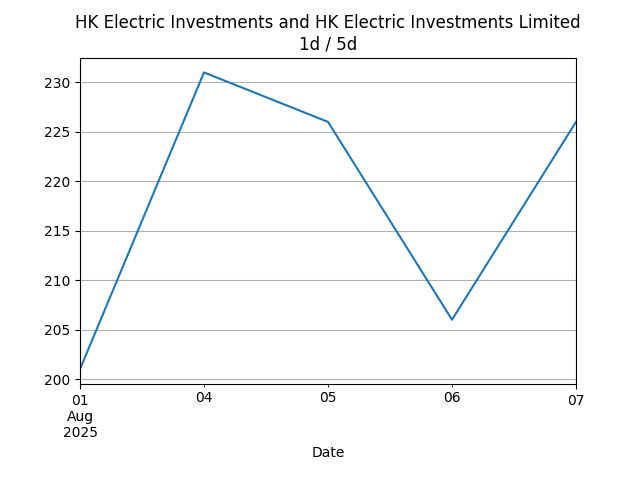 HK Electric Investments and HK Electric Investments Limited
1d / 5d
230
225
220
215
210
205
200
01 04 05 06 07
Aug
2025
Date